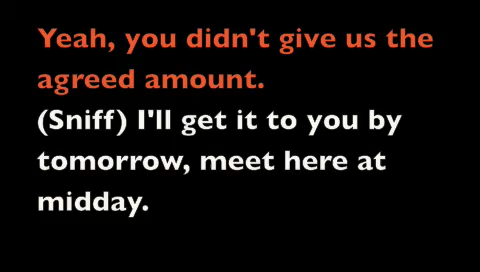 Yeah, you didn't give us the
agreed amount.
(Sniff) I'll get it to you by
tomorrow, meet here at
midday.